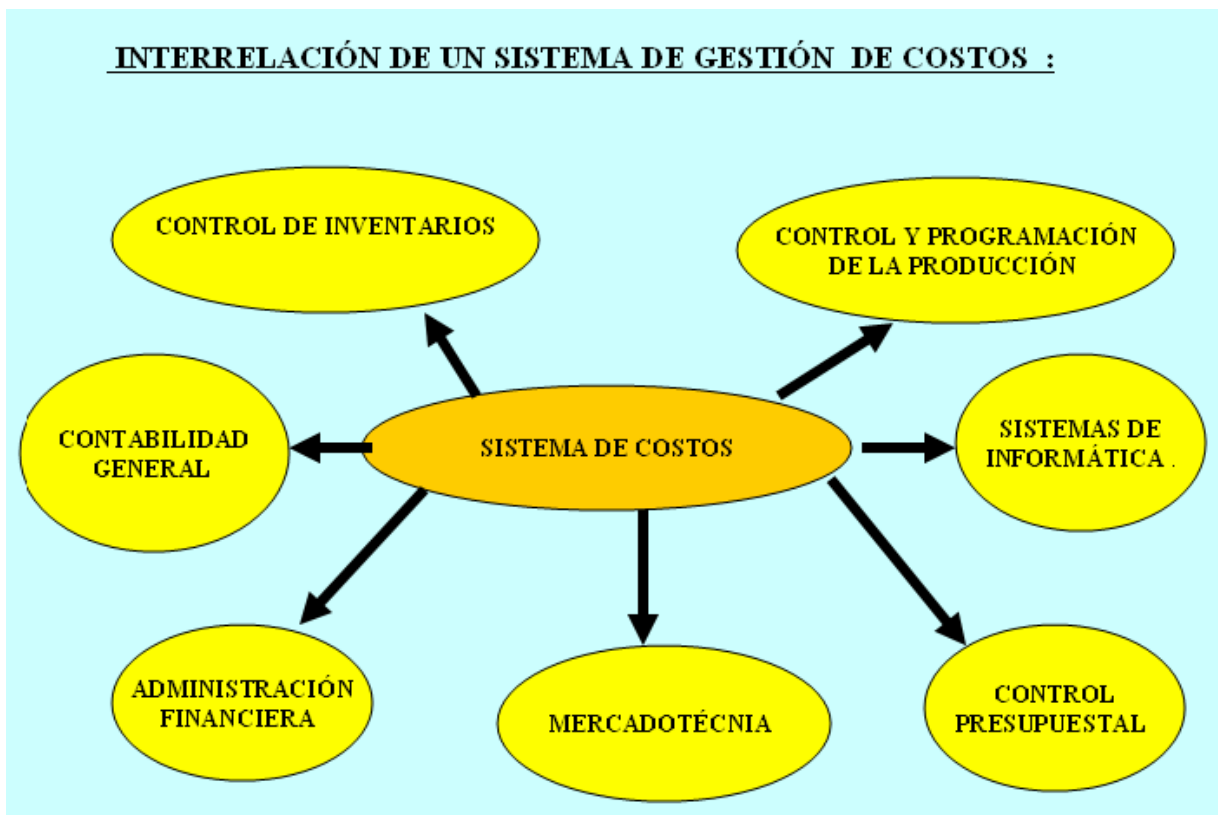 INTERRELACIÓN DE UN SISTEMA DE GESTIÓN DE COSTOS :
CONTROL DE INVENTARIOS
CONTROL Y PROGRAMACIÓN
DE LA PRODUCCIÓN
CONTABILIDAD
GENERAL
SISTEMA DE COSTOS
SISTEMAS DE
INFORMÁTICA .
ADMINISTRACIÓN
FINANCIERA
MERCADOTÉCNIA
CONTROL
PRESUPUESTAL